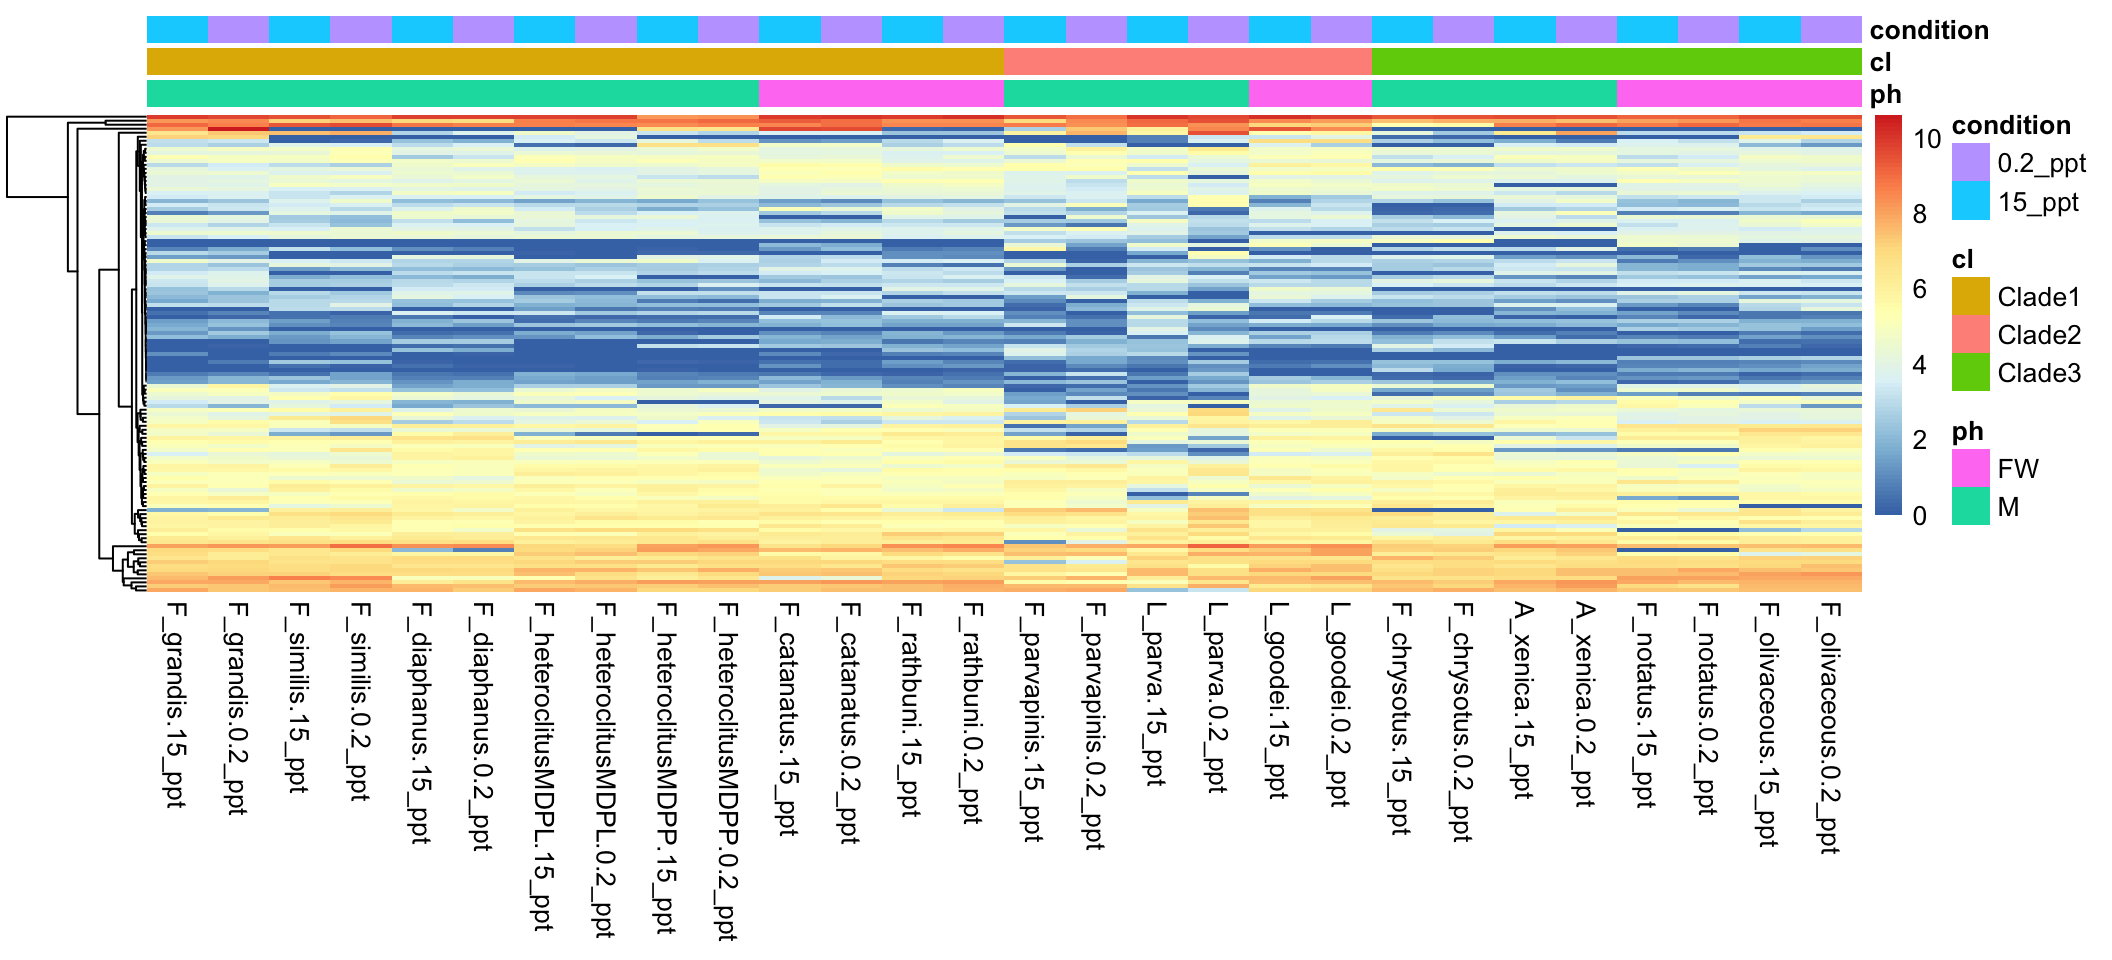 condition
cl
ph
10
8
6
4
2
0
condition
0.2_ppt
15_ppt
cl
Clade1
Clade2
Clade3
ph
FW
M
F_grandis.15_ppt
F_grandis.0.2_ppt
F_similis.15_ppt
F_similis.0.2_ppt
F_diaphanus.15_ppt
F_diaphanus.0.2_ppt
F_heteroclitusMDPL.15_ppt
F_heteroclitusMDPL.0.2_ppt
F_heteroclitusMDPP.15_ppt
F_heteroclitusMDPP.0.2_ppt
F_catanatus.15_ppt
F_catanatus.0.2_ppt
F_rathbuni.15_ppt
F_rathbuni.0.2_ppt
F_parvapinis.15_ppt
F_parvapinis.0.2_ppt
L_parva.15_ppt
L_parva.0.2_ppt
L_goodei.15_ppt
L_goodei.0.2_ppt
F_chrysotus.15_ppt
F_chrysotus.0.2_ppt
A_xenica.15_ppt
A_xenica.0.2_ppt
F_notatus.15_ppt
F_notatus.0.2_ppt
F_olivaceous.15_ppt
F_olivaceous.0.2_ppt